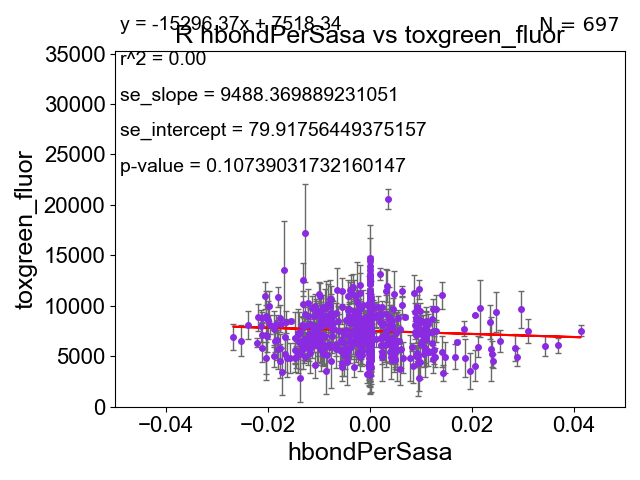 y = -15296.37x + 7518.34
N = 697
R hbondPerSasa vs toxgreen_fluor
r^2 = 0.00
se_slope = 9488.369889231051
se_intercept = 79.91756449375157
p-value = 0.10739031732160147
toxgreen_fluor
35000
30000
25000
20000
15000
10000
5000
0
−0.04
−0.02
0.00
0.02
0.04
hbondPerSasa